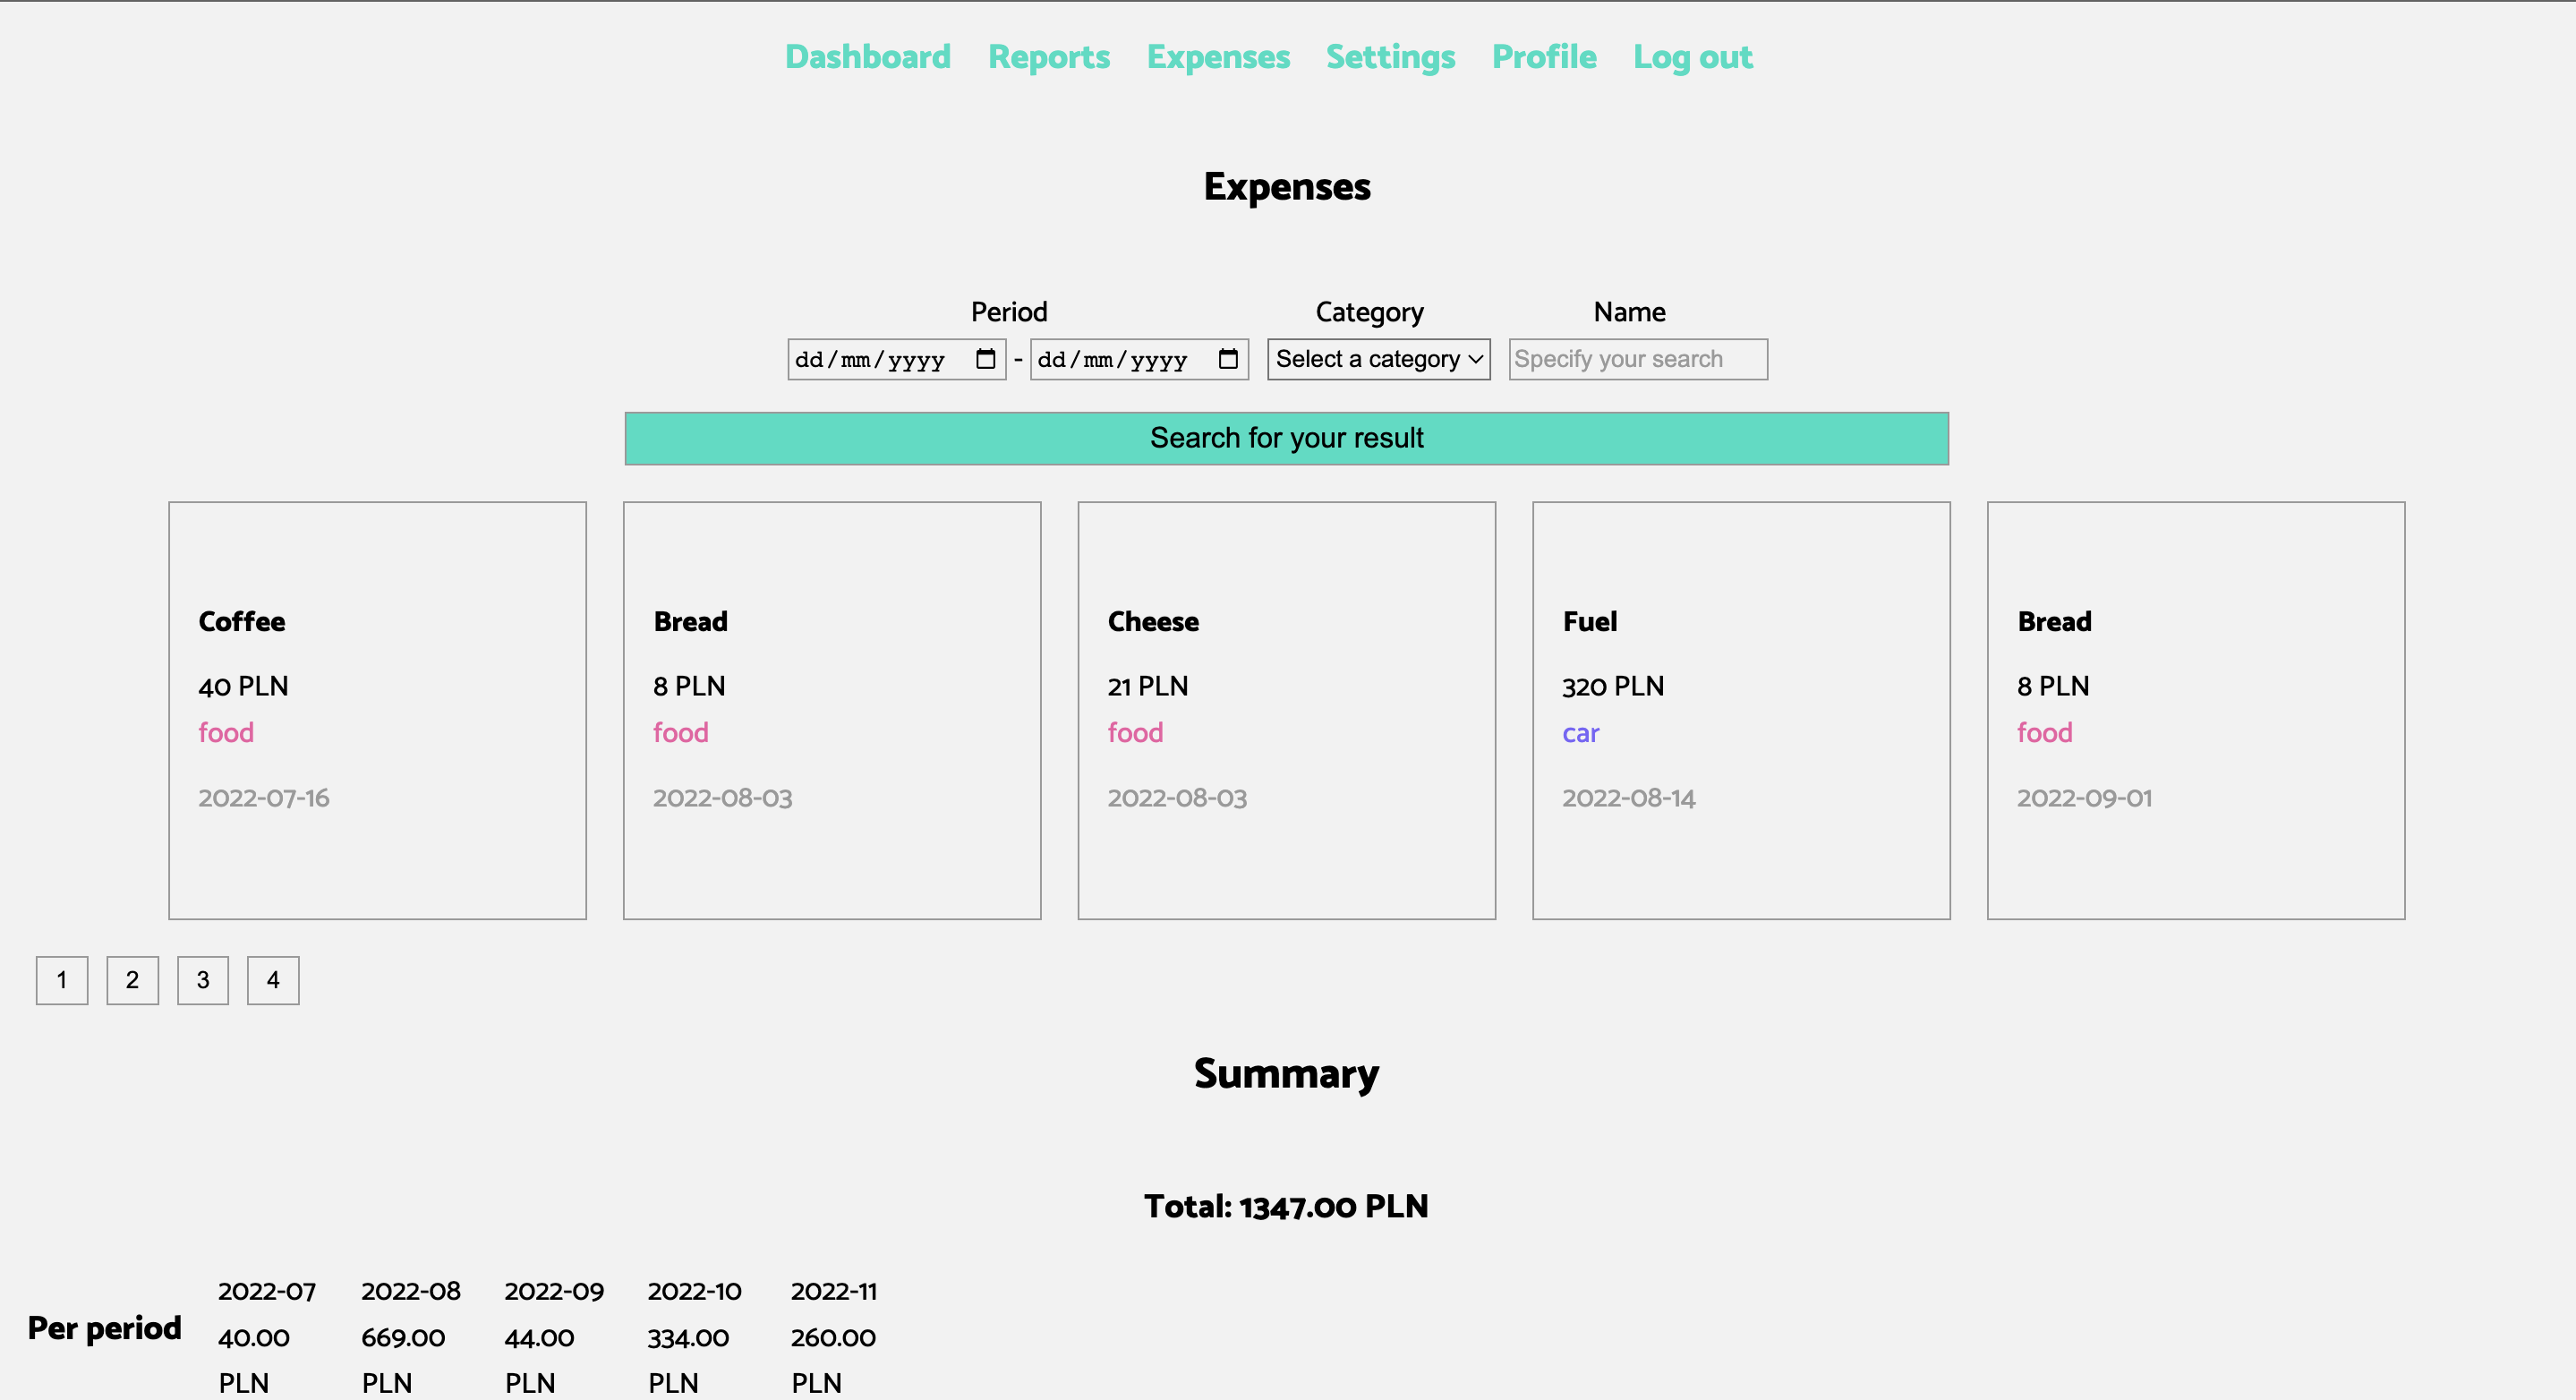 Dashboard Reports Expenses Settings Profile Log out
Expenses
Period Category Name
dd/mm/yyyy - dd/mm/yyyy Select a category Specify your search
Search for your result
Coffee
40 PLN
food
2022-07-16
Bread
8 PLN
food
2022-08-03
Cheese
21 PLN
food
2022-08-03
Fuel
320 PLN
car
2022-08-14
Bread
8 PLN
food
2022-09-01
1 2 3 4
Summary
Total: 1347.00 PLN
Per period
2022-07 2022-08 2022-09 2022-10 2022-11
40.00 669.00 44.00 334.00 260.00
PLN PLN PLN PLN PLN